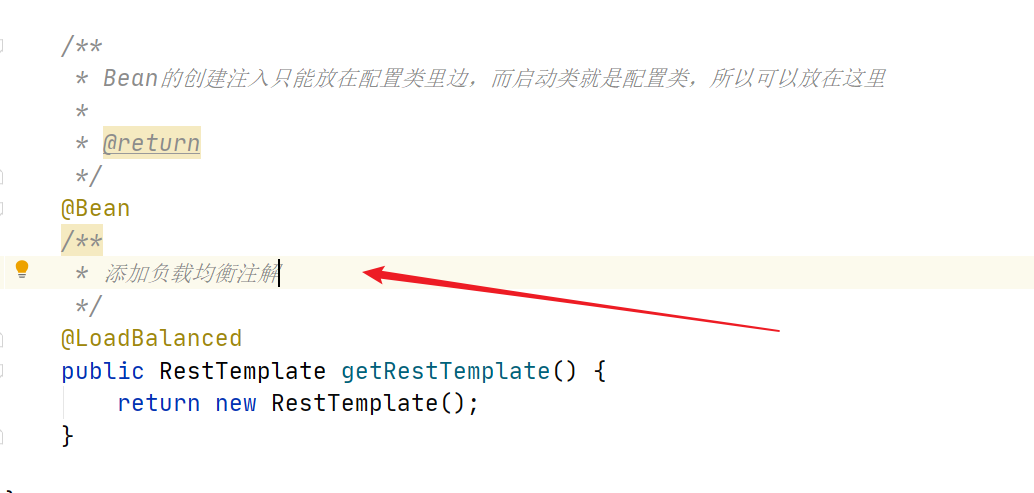 /**
 * Bean的创建注入只能放在配置类里边，而启动类就是配置类，所以可以放在这里
 *
 * @return
 */
@Bean
/**
 * 添加负载均衡注解
 */
@LoadBalanced
public RestTemplate getRestTemplate() {
    return new RestTemplate();
}